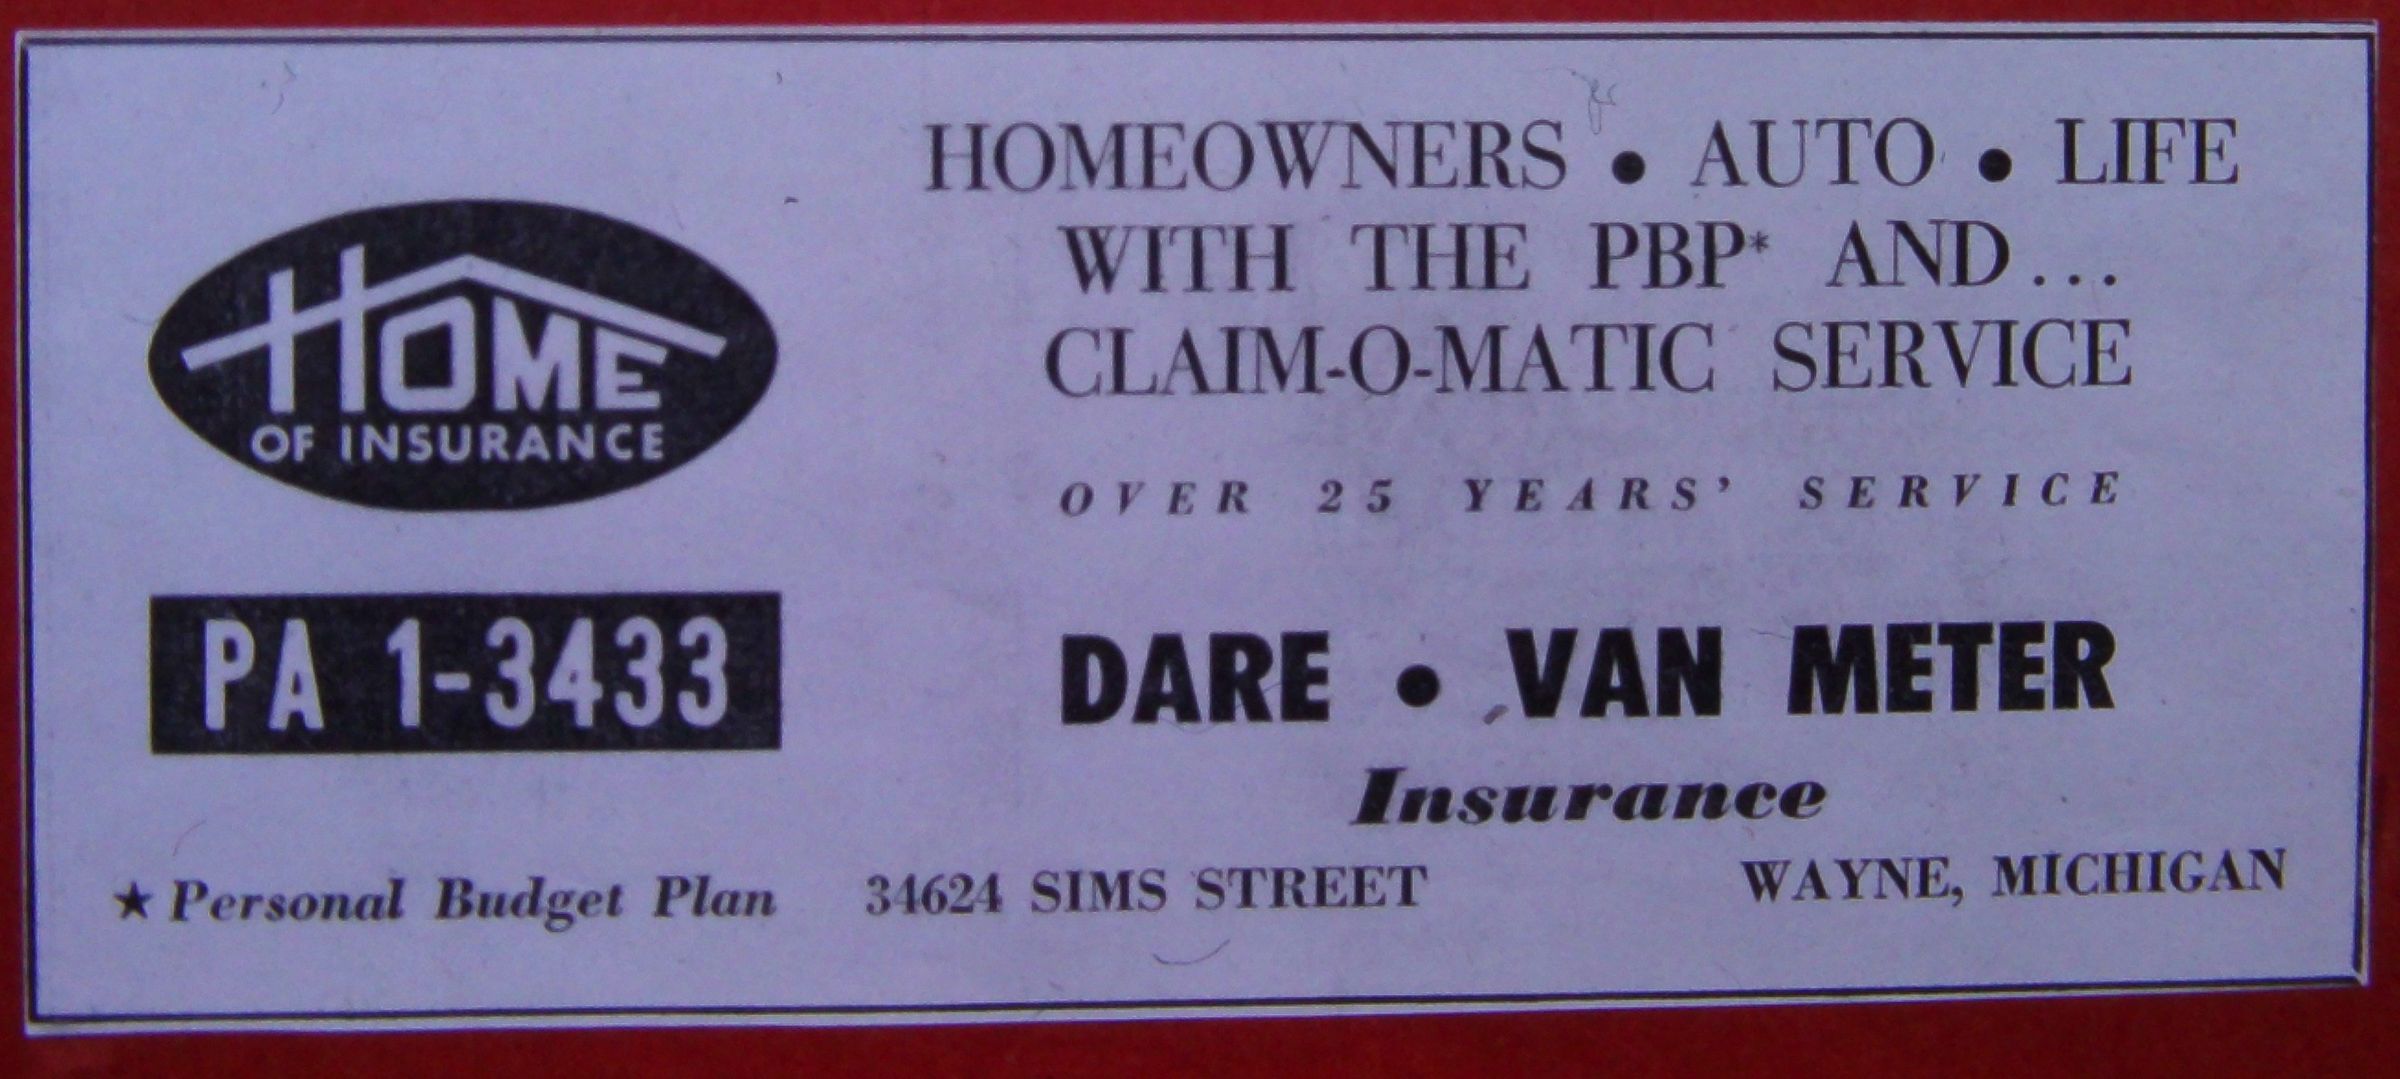 HOME
OF INSURANCE
PA 1-3433
HOMEOWNERS • AUTO • LIFE
WITH THE PBP* AND...
CLAIM-O-MATIC SERVICE
OVER 25 YEARS' SERVICE
DARE • VAN METER
Insurance
★ Personal Budget Plan 34624 SIMS STREET WAYNE, MICHIGAN